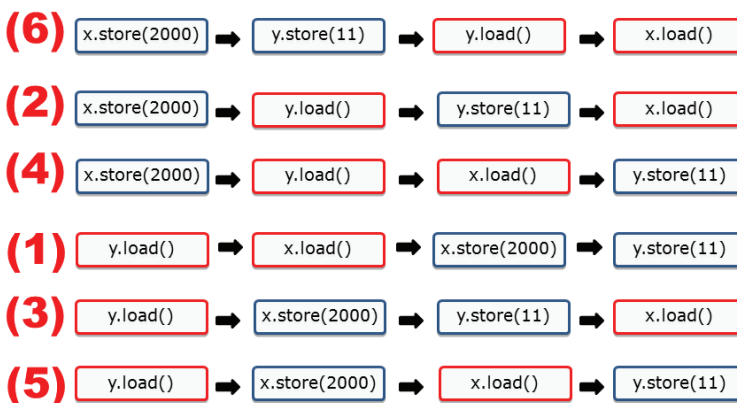 (6) x.store(2000) y.store(11) y.load() x.load()
(2) x.store(2000) y.load() y.store(11) x.load()
(4) x.store(2000) y.load() x.load() y.store(11)
(1) y.load() x.load() x.store(2000) y.store(11)
(3) y.load() x.store(2000) y.store(11) x.load()
(5) y.load() x.store(2000) x.load() y.store(11)